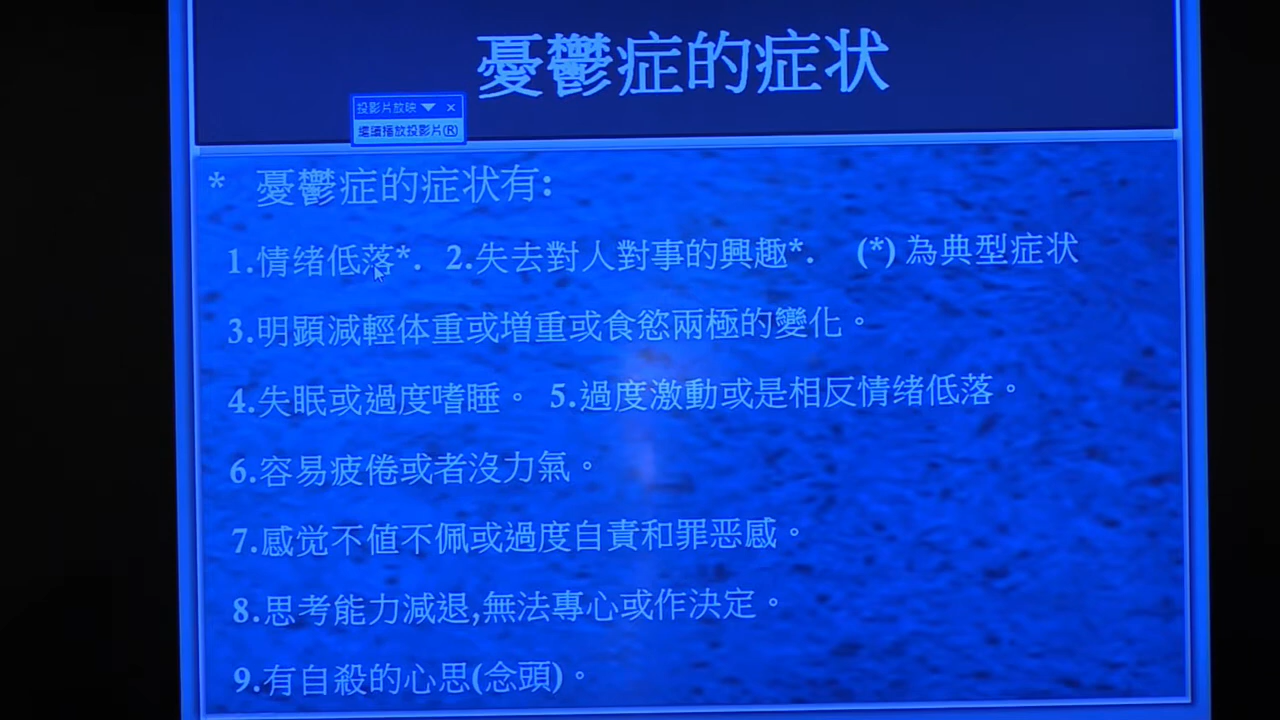 憂鬱症的症状
投影片放映
繼續播放投影片(R)
* 憂鬱症的症状有:
1.情绪低落*. 2.失去對人對事的興趣*. (*) 為典型症状
3.明顕減輕体重或增重或食慾兩極的變化。
4.失眠或過度嗜睡。 5.過度激動或是相反情绪低落。
6.容易疲倦或者沒力氣。
7.感觉不値不佩或過度自責和罪恶感。
8.思考能力減退,無法專心或作決定。
9.有自殺的心思(念頭)。